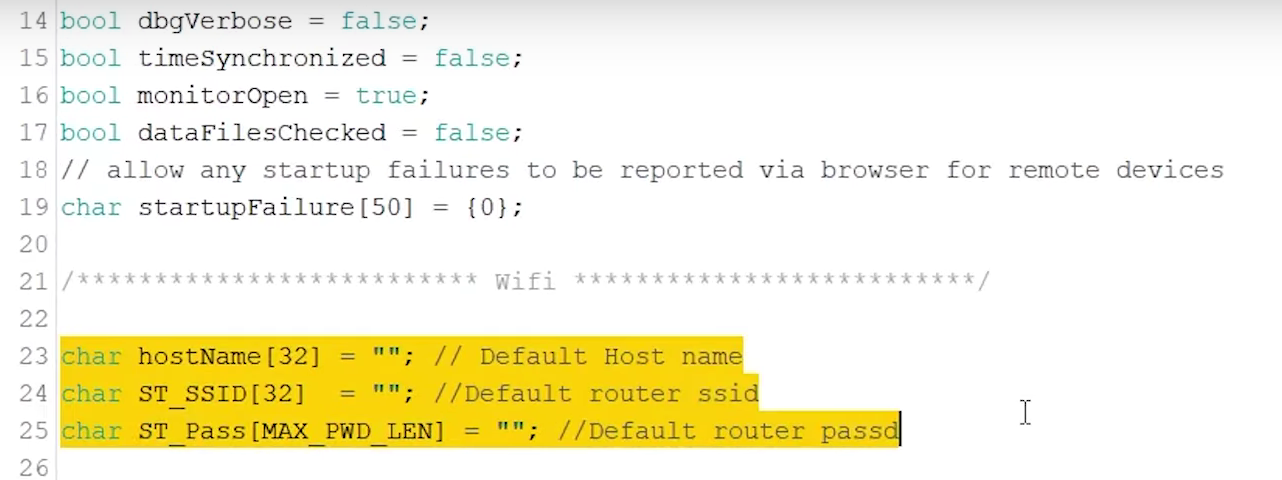 14 bool dbgVerbose = false;
15 bool timeSynchronized = false;
16 bool monitorOpen = true;
17 bool dataFilesChecked = false;
18 // allow any startup failures to be reported via browser for remote devices
19 char startupFailure[50] = {0};
20
21 /************************** Wifi **************************/
22
23 char hostName[32] = ""; // Default Host name
24 char ST_SSID[32]  = ""; //Default router ssid
25 char ST_Pass[MAX_PWD_LEN] = ""; //Default router passd
26